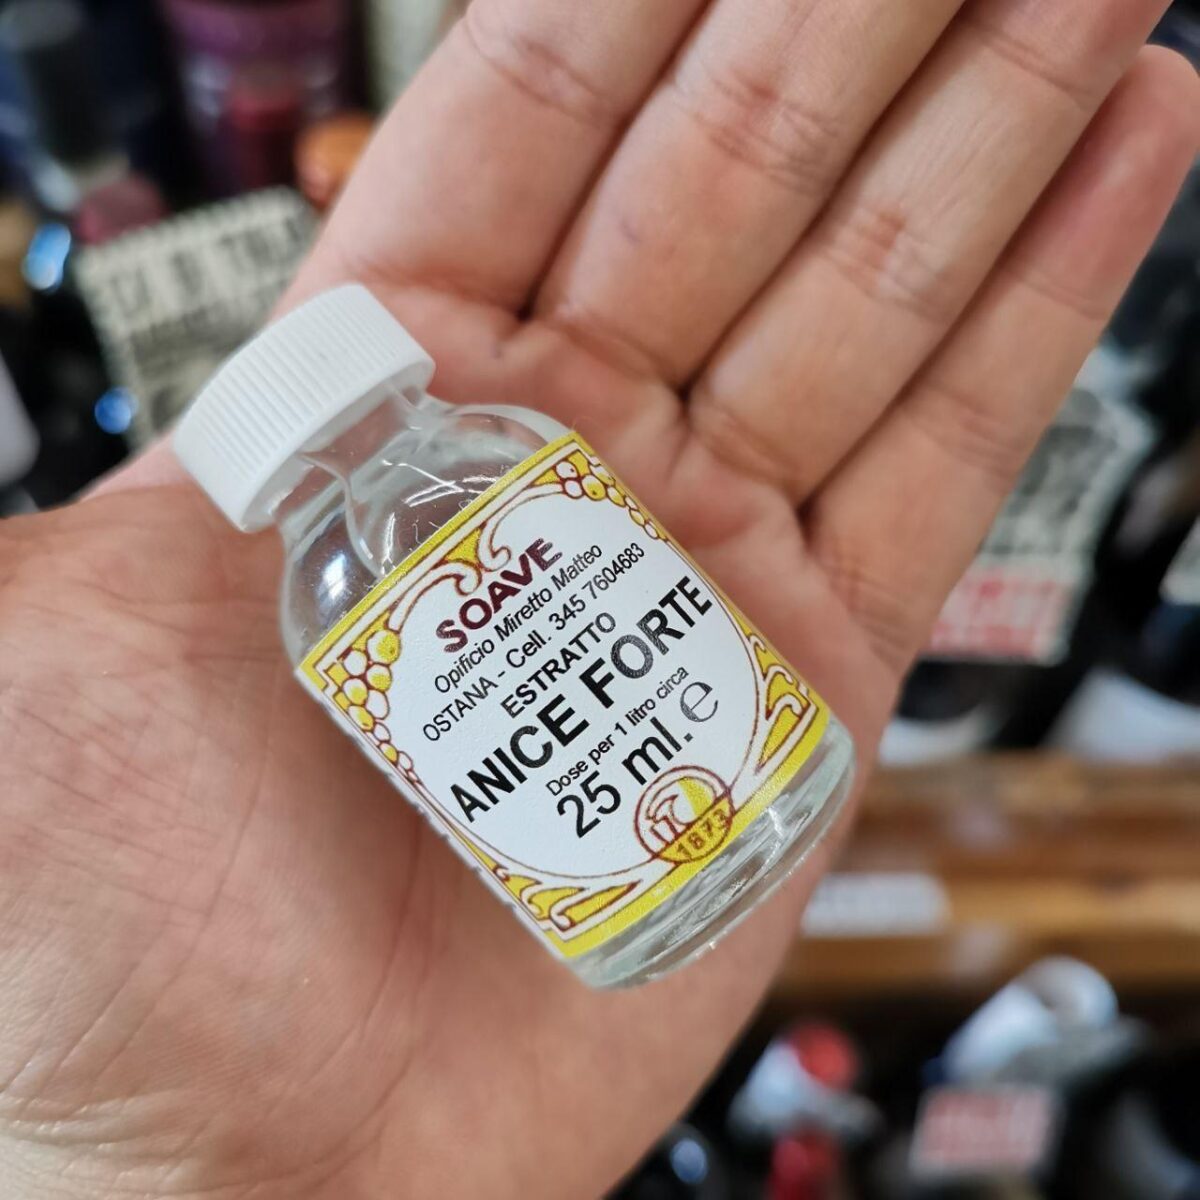 SOAVE
Opificio Miretto Matteo
OSTANA - Cell. 345 7604683
ESTRATTO
ANICE FORTE
Dose per 1 litro circa
25 ml. e
1873